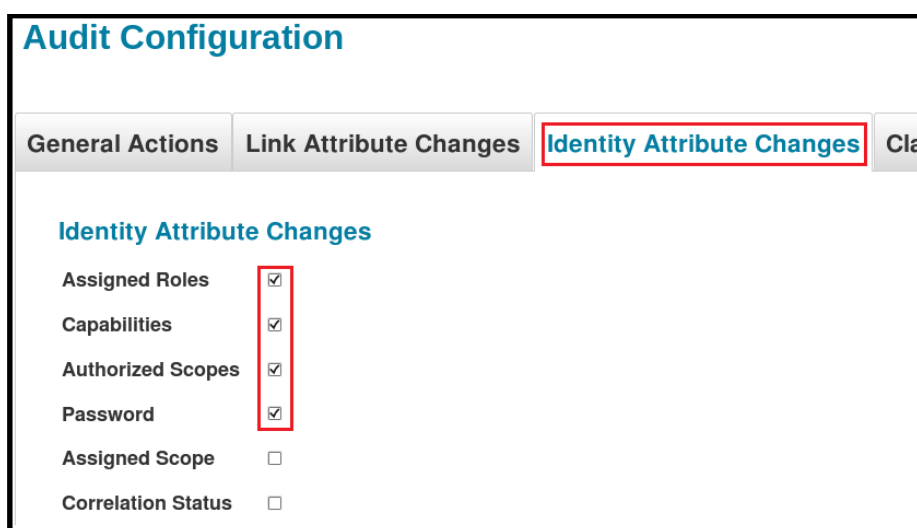 Audit Configuration
General Actions Link Attribute Changes Identity Attribute Changes Cla
Identity Attribute Changes
Assigned Roles
Capabilities
Authorized Scopes
Password
Assigned Scope
Correlation Status